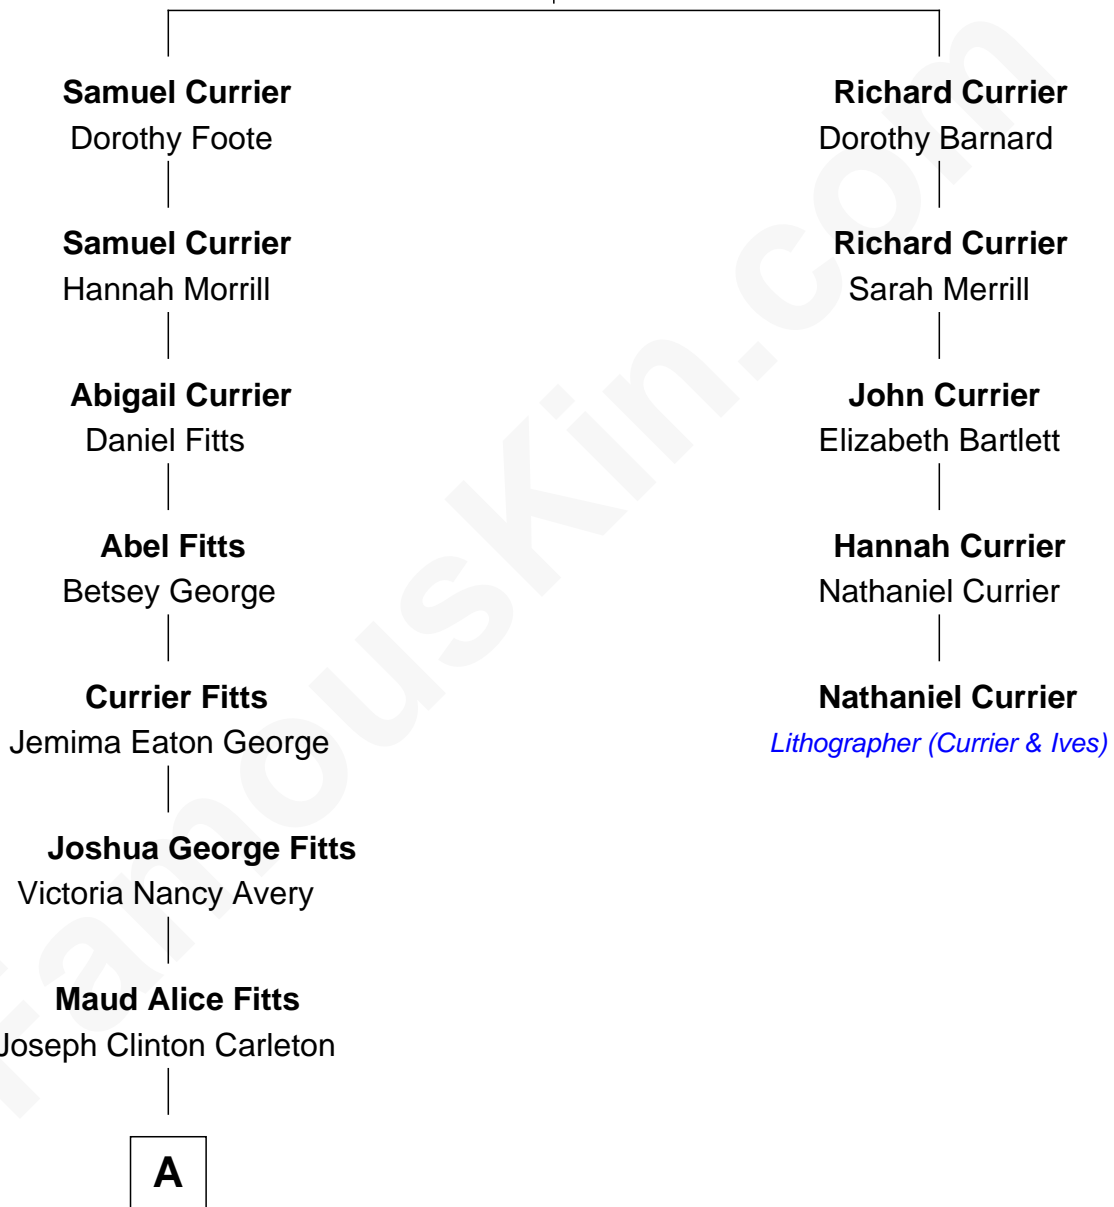 Samuel Currier
Dorothy Foote
Samuel Currier
Hannah Morrill
Abigail Currier
Daniel Fitts
Abel Fitts
Betsey George
Currier Fitts
Jemima Eaton George
Joshua George Fitts
Victoria Nancy Avery
Maud Alice Fitts
Joseph Clinton Carleton
A
Richard Currier
Dorothy Barnard
Richard Currier
Sarah Merrill
John Currier
Elizabeth Bartlett
Hannah Currier
Nathaniel Currier
Nathaniel Currier
Lithographer (Currier & Ives)
FamousKin.com